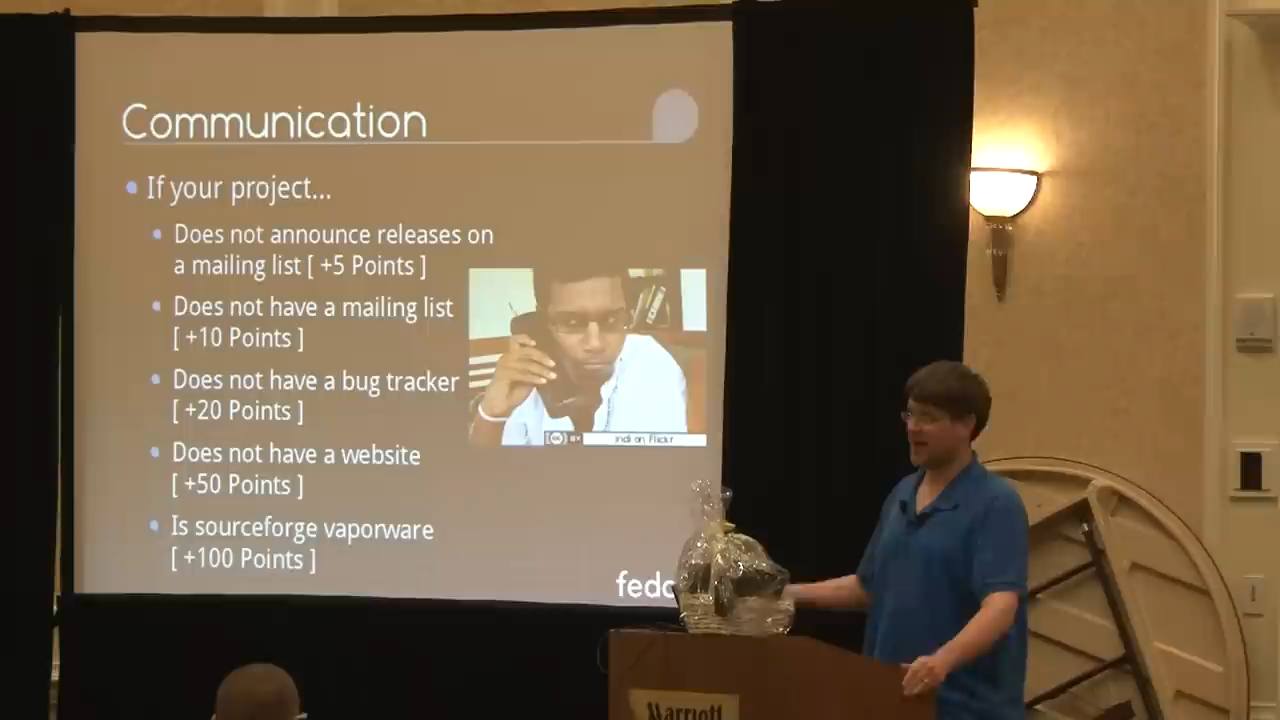 Communication
If your project...
Does not announce releases on
a mailing list [ +5 Points ]
Does not have a mailing list
[ +10 Points ]
Does not have a bug tracker
[ +20 Points ]
Does not have a website
[ +50 Points ]
Is sourceforge vaporware
[ +100 Points ]
indi on Flickr
fedo
Marriott